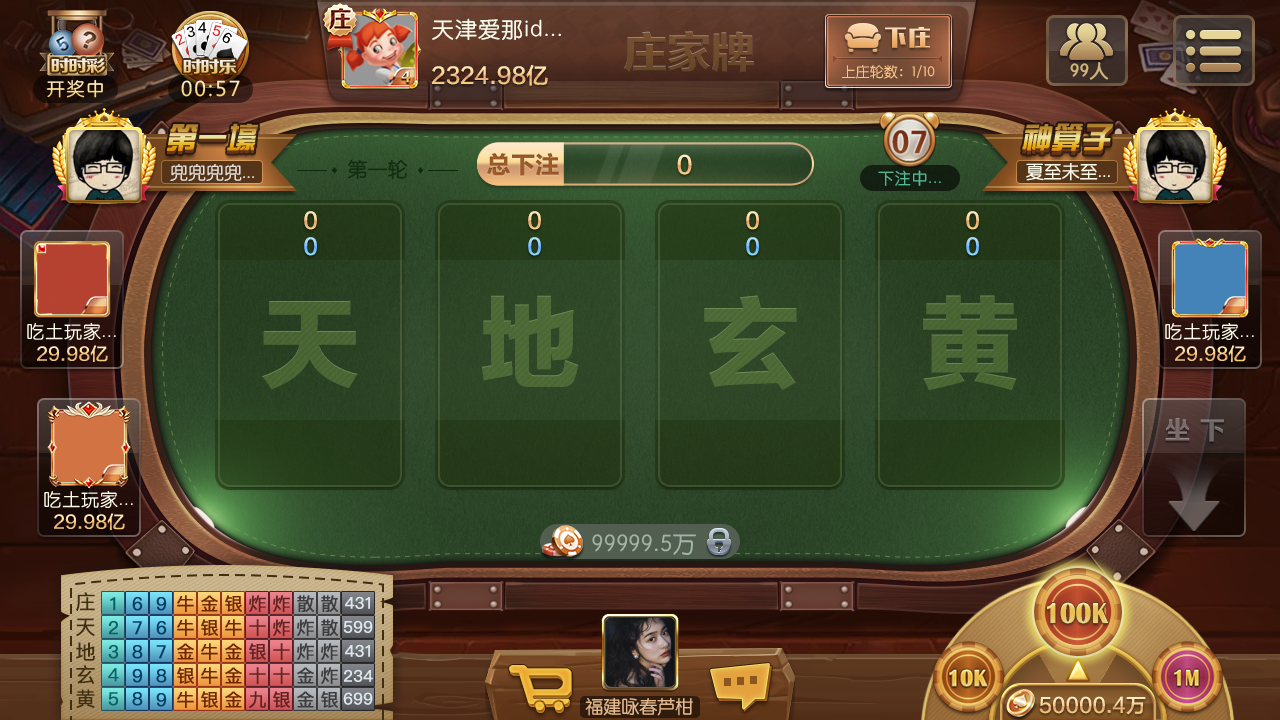 时时彩
开奖中
5 ?
2 3 4 5 6
时时乐
00:57
庄
天津爱那id...
2324.98亿
庄家牌
下庄
上庄轮数：1/10
99人
第一壕
兜兜兜兜...
第一轮
总下注 0
07
下注中...
神算子
夏至未至...
0 0 0 0
0 0 0 0
天 地 玄 黄
吃土玩家...
29.98亿
吃土玩家...
29.98亿
吃土玩家...
29.98亿
坐 下
99999.5万
庄 1 6 9 牛 金 银 炸 炸 散 散 431
天 2 7 6 牛 银 牛 十 炸 炸 散 599
地 3 8 7 金 牛 金 银 十 炸 炸 431
玄 4 9 8 银 牛 金 十 十 金 炸 234
黄 5 8 9 牛 银 金 九 银 金 银 699
福建咏春芦柑
100K
10K
1M
50000.4万